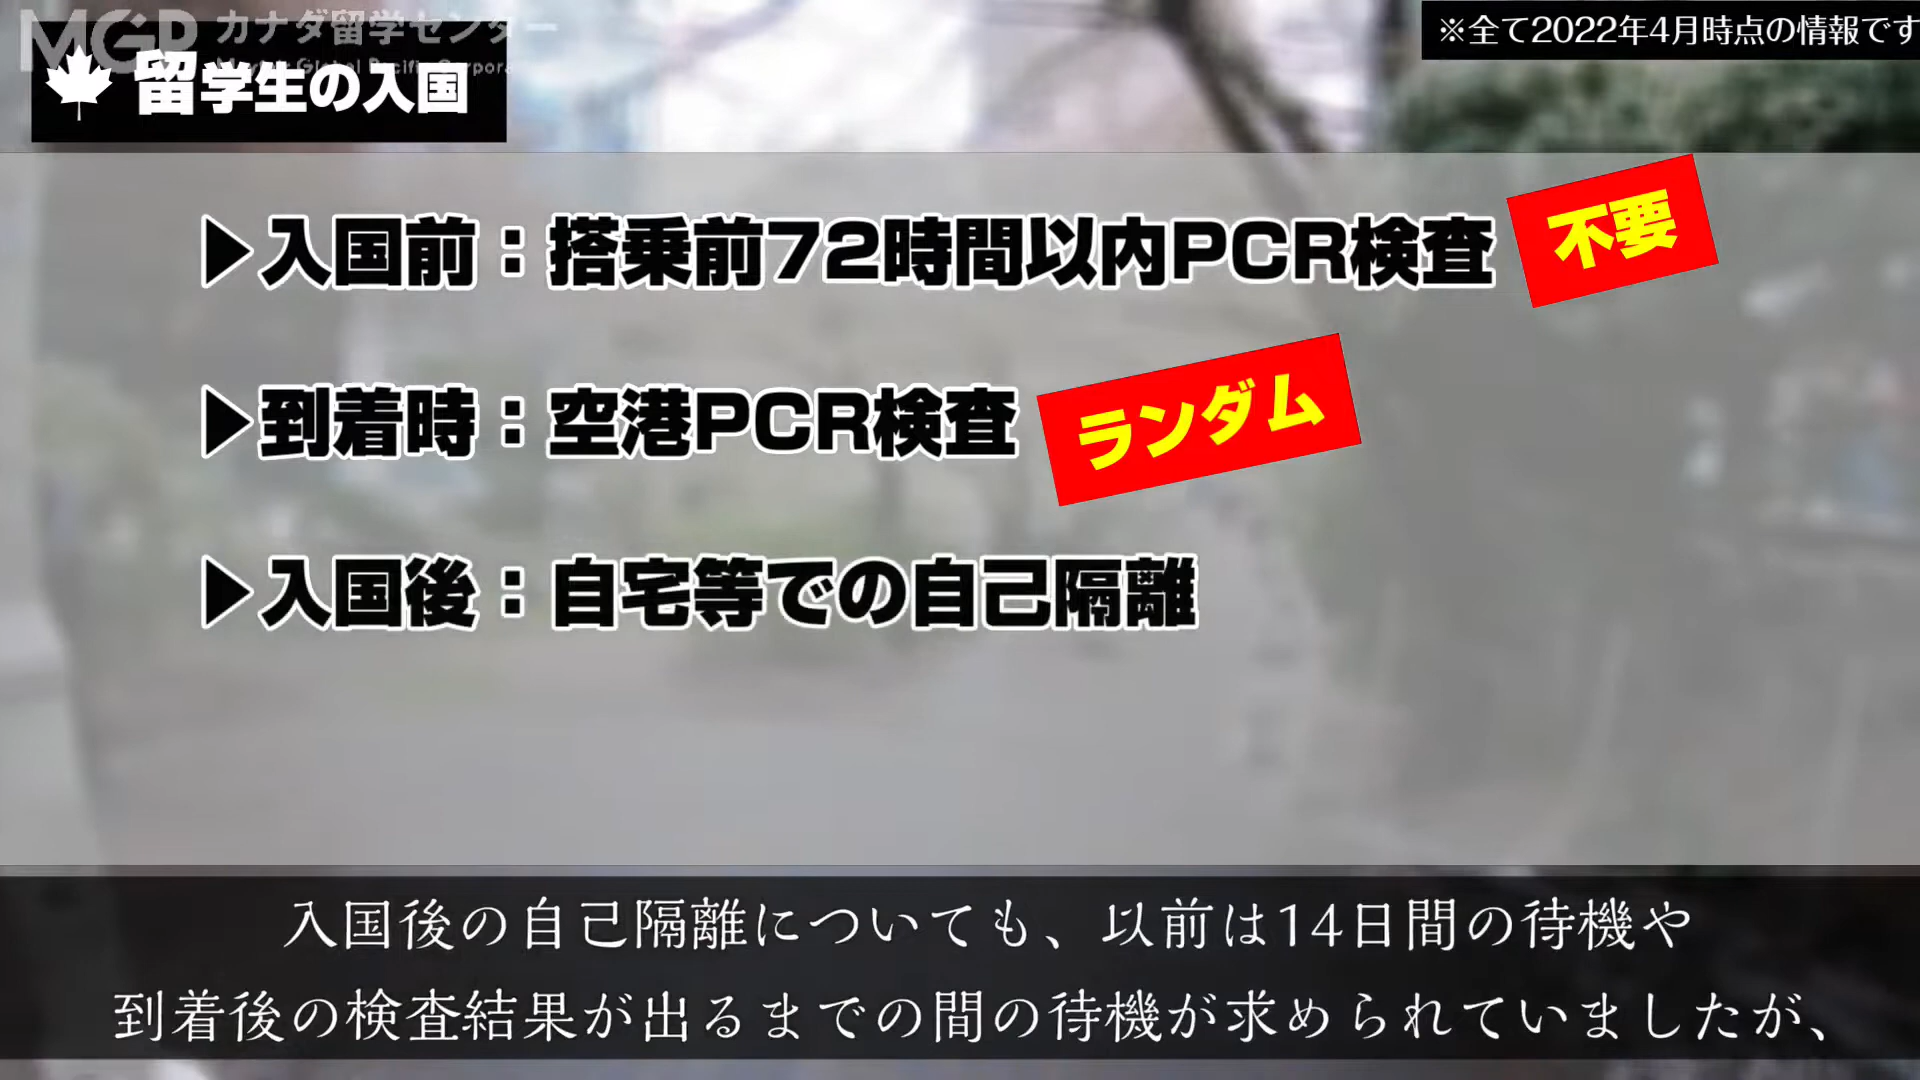 MGP カナダ留学センター
※全て2022年4月時点の情報です
留学生の入国
▶入国前：搭乗前72時間以内PCR検査 不要
▶到着時：空港PCR検査 ランダム
▶入国後：自宅等での自己隔離
入国後の自己隔離についても、以前は14日間の待機や
到着後の検査結果が出るまでの間の待機が求められていましたが、